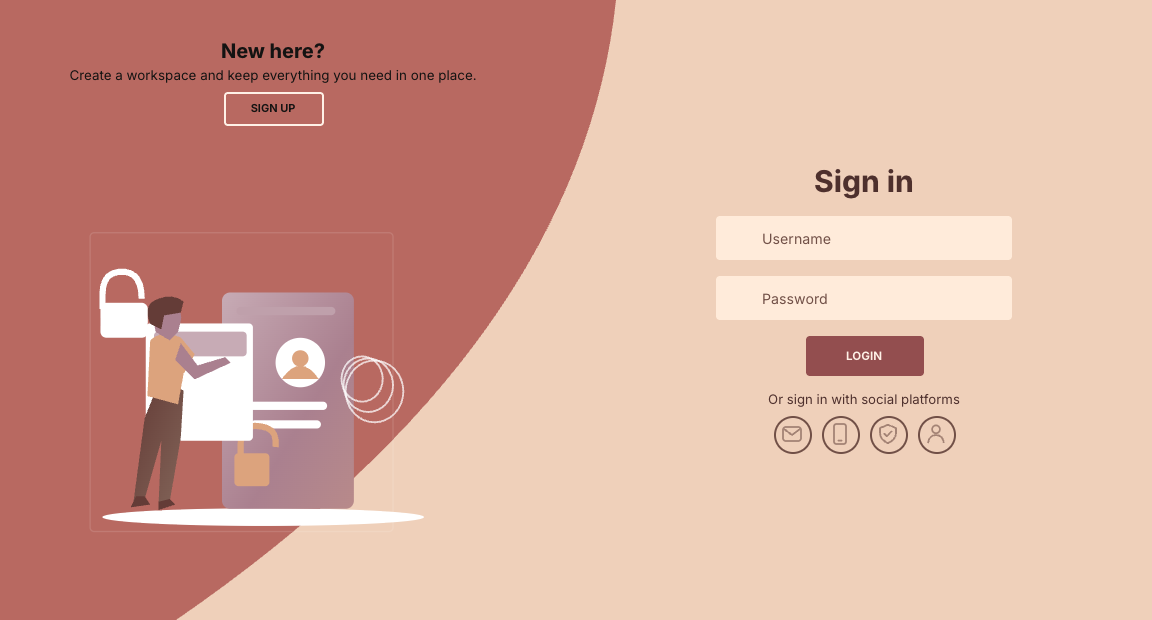 New here?
Create a workspace and keep everything you need in one place.
SIGN UP
Sign in
Username
Password
LOGIN
Or sign in with social platforms